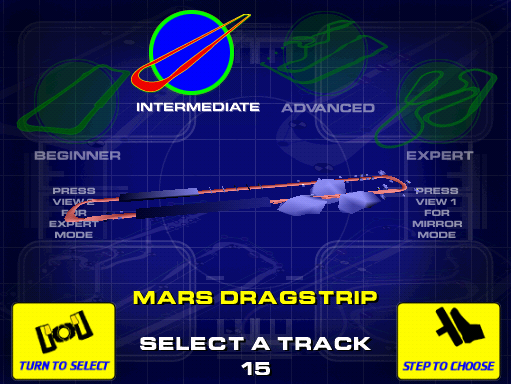 INTERMEDIATE
ADVANCED
BEGINNER
EXPERT
PRESS
VIEW 2
FOR
EXPERT
MODE
PRESS
VIEW 1
FOR
MIRROR
MODE
MARS DRAGSTRIP
TURN TO SELECT
SELECT A TRACK
15
STEP TO CHOOSE